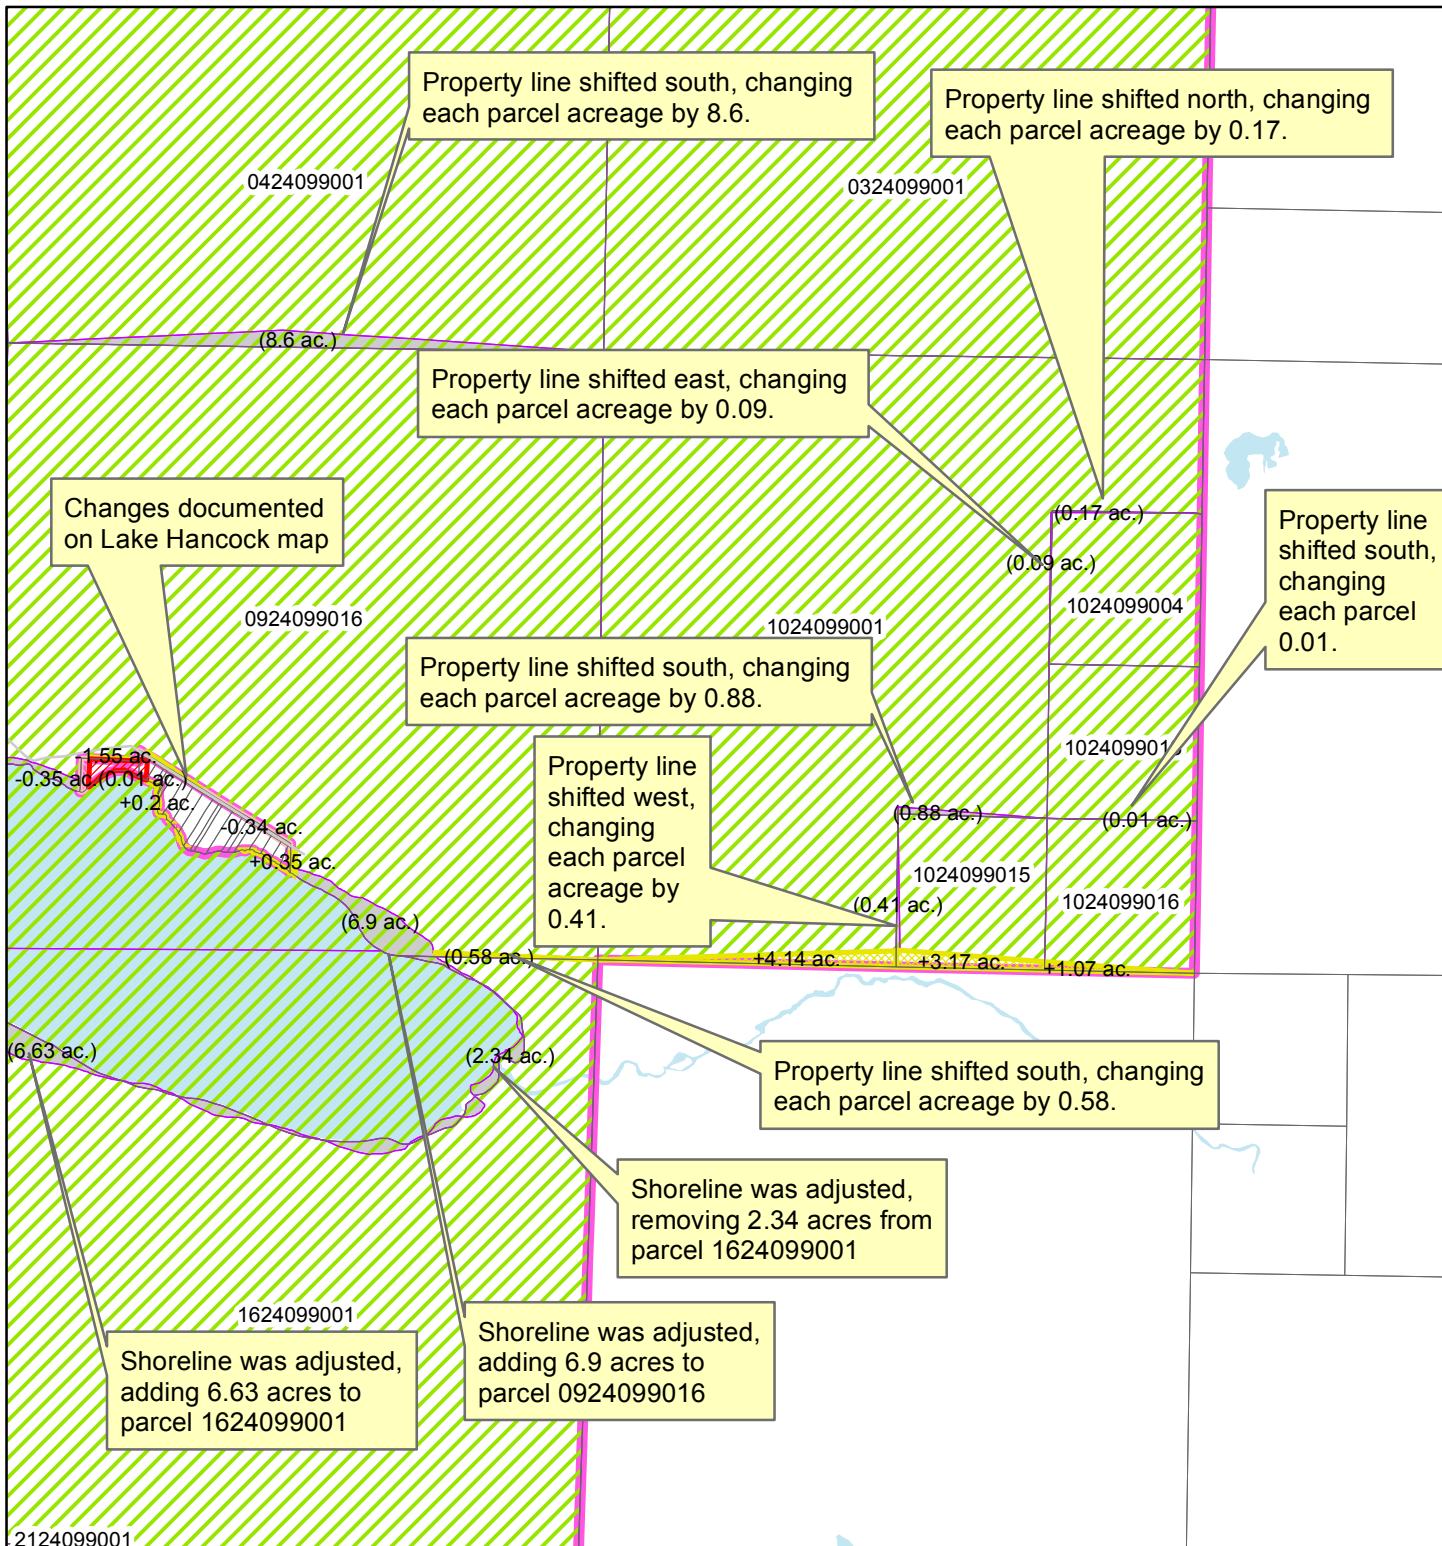 Property line shifted south, changing
each parcel acreage by 8.6.
Property line shifted north, changing
each parcel acreage by 0.17.
0424099001
0324099001
(8.6 ac.)
Property line shifted east, changing
each parcel acreage by 0.09.
Changes documented
on Lake Hancock map
(0.17 ac.)
(0.09 ac.)
Property line
shifted south,
changing
each parcel
0.01.
1024099004
0924099016
1024099001
Property line shifted south, changing
each parcel acreage by 0.88.
-1.55 ac.
-0.35 ac.
(0.01 ac.)
+0.2 ac.
-0.34 ac.
+0.35 ac.
Property line
shifted west,
changing
each parcel
acreage by
0.41.
(0.88 ac.)
(0.01 ac.)
1024099015
1024099016
(0.41 ac.)
(6.9 ac.)
(0.58 ac.)
+4.14 ac.
+3.17 ac.
+1.07 ac.
(6.63 ac.)
(2.34 ac.)
Property line shifted south, changing
each parcel acreage by 0.58.
Shoreline was adjusted,
removing 2.34 acres from
parcel 1624099001
1624099001
Shoreline was adjusted,
adding 6.9 acres to
parcel 0924099016
Shoreline was adjusted,
adding 6.63 acres to
parcel 1624099001
2124099001